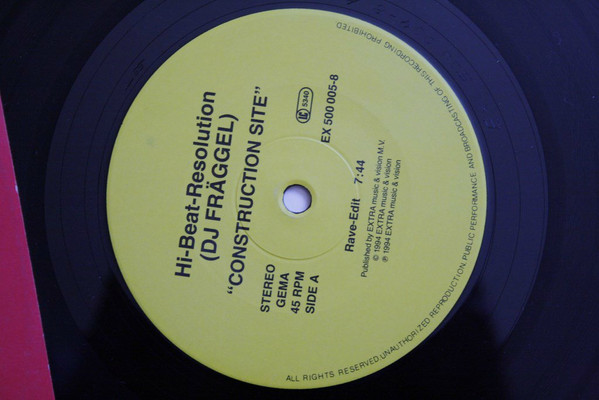 Hi-Beat-Resolution
(DJ FRÄGGEL)
"CONSTRUCTION SITE"
STEREO
GEMA
45 RPM
SIDE A
LC 5340
EX 500 005-8
Rave-Edit 7:44
Published by EXTRA music & vision M.V.
© 1994 EXTRA music & vision
℗ 1994 EXTRA music & vision
ALL RIGHTS RESERVED.UNAUTHORIZED REPRODUCTION.PUBLIC PERFORMANCE AND BROADCASTING OF THIS RECORDING PROHIBITED